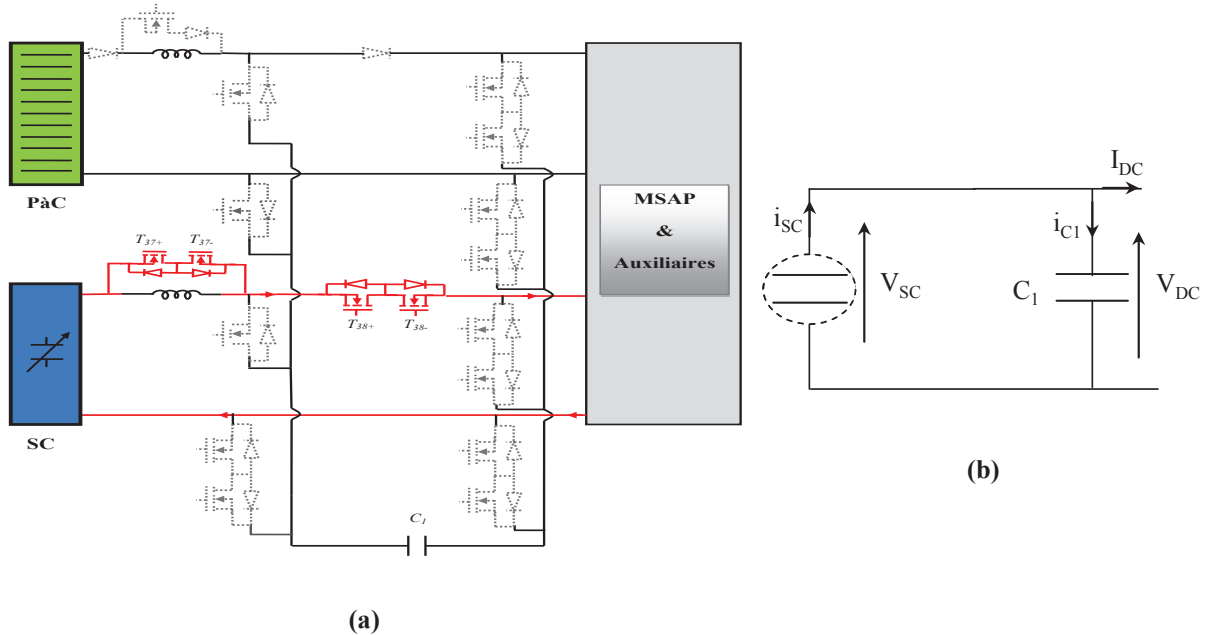 PàC
MSAP
&
Auxiliaires
T37+
T37-
T38+
T38-
SC
C1
(a)
IDC
iSC
iC1
VSC
C1
VDC
(b)